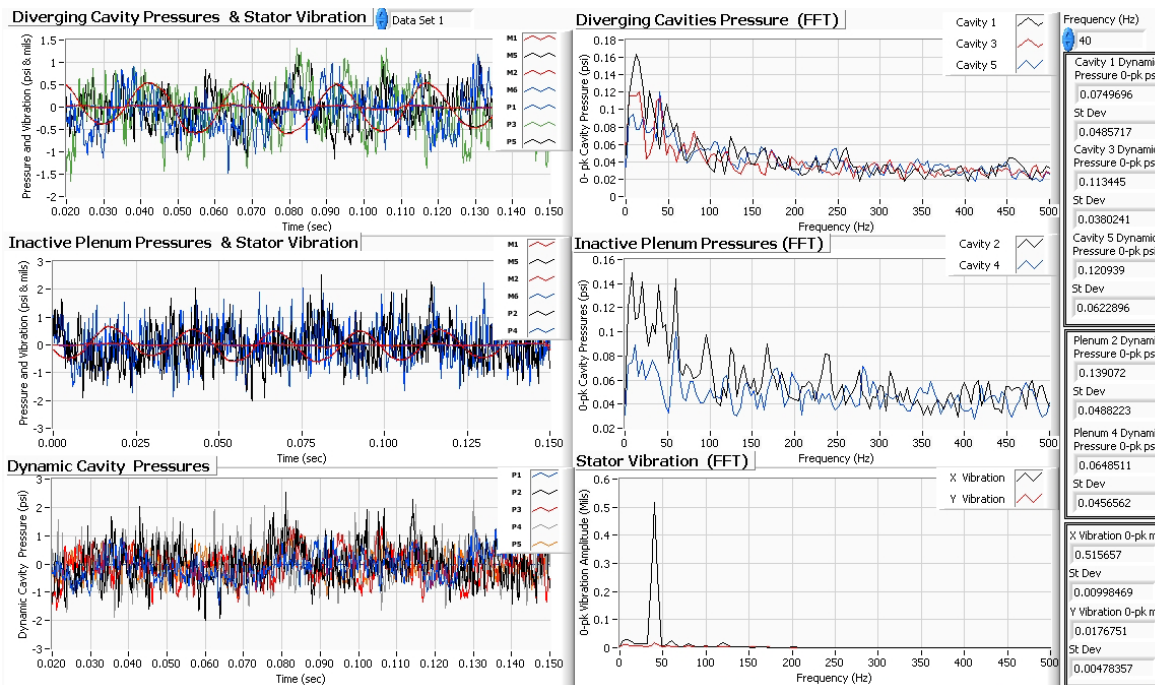 Diverging Cavity Pressures & Stator Vibration
Data Set 1
Pressure and Vibration (psi & mils)
2
1.5
1
0.5
0
-0.5
-1
-1.5
-2
0.020 0.030 0.040 0.050 0.060 0.070 0.080 0.090 0.100 0.110 0.120 0.130 0.140 0.150
Time (sec)
M1
M5
M2
M6
P1
P3
P5
Diverging Cavities Pressure (FFT)
Cavity 1
Cavity 3
Cavity 5
0-pk Cavity Pressure (psi)
0.18
0.16
0.14
0.12
0.1
0.08
0.06
0.04
0.02
0
0 50 100 150 200 250 300 350 400 450 500
Frequency (Hz)
Inactive Plenum Pressures & Stator Vibration
Pressure and Vibration (psi & mils)
3
2
1
0
-1
-2
-3
0.000 0.025 0.050 0.075 0.100 0.125 0.150
Time (sec)
M1
M5
M2
M6
P2
P4
Inactive Plenum Pressures (FFT)
Cavity 2
Cavity 4
0-pk Cavity Pressures (psi)
0.16
0.14
0.12
0.1
0.08
0.06
0.04
0.02
0 50 100 150 200 250 300 350 400 450 500
Frequency (Hz)
Dynamic Cavity Pressures
Dynamic Cavity Pressure (psi)
3
2
1
0
-1
-2
-3
0.020 0.030 0.040 0.050 0.060 0.070 0.080 0.090 0.100 0.110 0.120 0.130 0.140 0.150
Time (sec)
P1
P2
P3
P4
P5
Stator Vibration (FFT)
X Vibration
Y Vibration
0-pk Vibration Amplitude (Mils)
0.6
0.5
0.4
0.3
0.2
0.1
0
0 50 100 150 200 250 300 350 400 450 500
Frequency (Hz)
Frequency (Hz)
40
Cavity 1 Dynamic
Pressure 0-pk psi
0.0749696
St Dev
0.0485717
Cavity 3 Dynamic
Pressure 0-pk psi
0.113445
St Dev
0.0380241
Cavity 5 Dynamic
Pressure 0-pk psi
0.120939
St Dev
0.0622896
Plenum 2 Dynami
Pressure 0-pk psi
0.139072
St Dev
0.0488223
Plenum 4 Dynami
Pressure 0-pk psi
0.0648511
St Dev
0.0456562
X Vibration 0-pk m
0.515657
St Dev
0.00998469
Y Vibration 0-pk m
0.0176751
St Dev
0.00478357